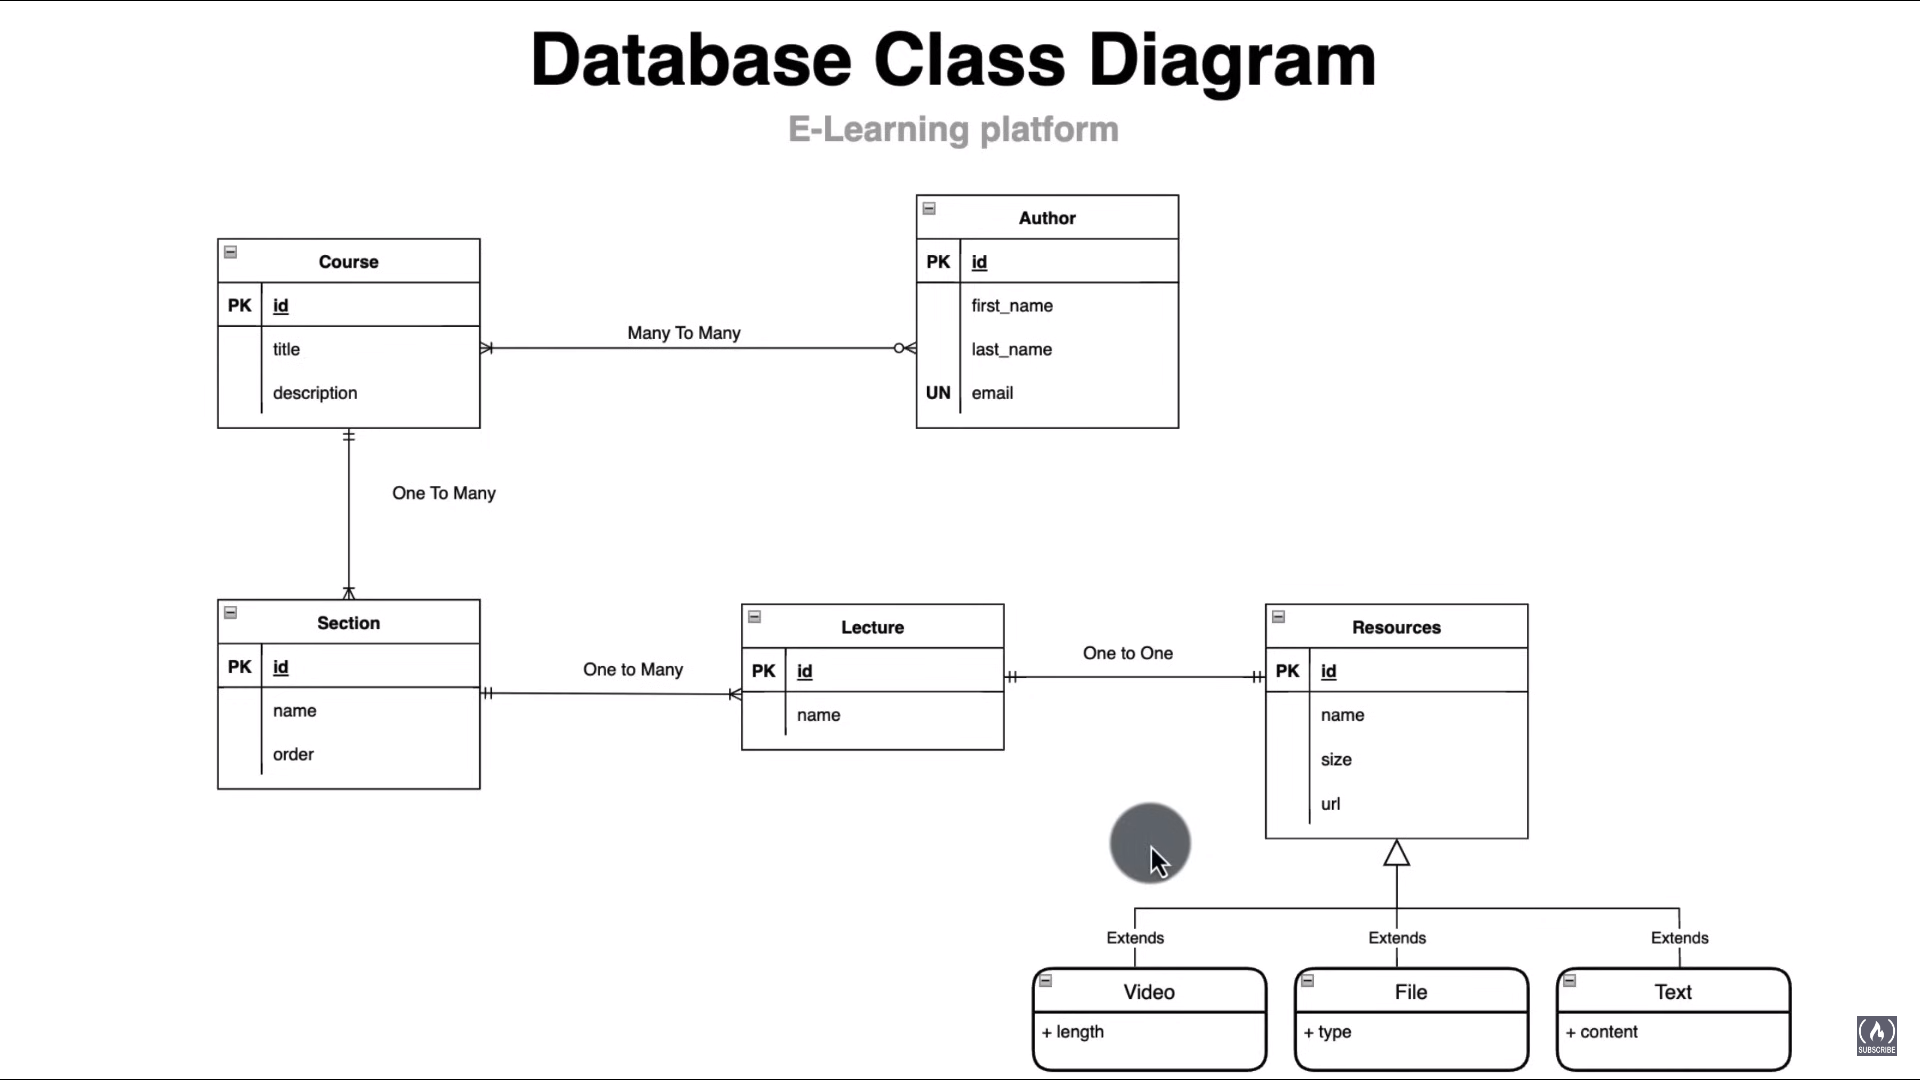 Database Class Diagram
E-Learning platform
Course
PK id
title
description
Author
PK id
first_name
last_name
UN email
Many To Many
One To Many
Section
PK id
name
order
One to Many
Lecture
PK id
name
One to One
Resources
PK id
name
size
url
Extends
Extends
Extends
Video
+ length
File
+ type
Text
+ content
SUBSCRIBE